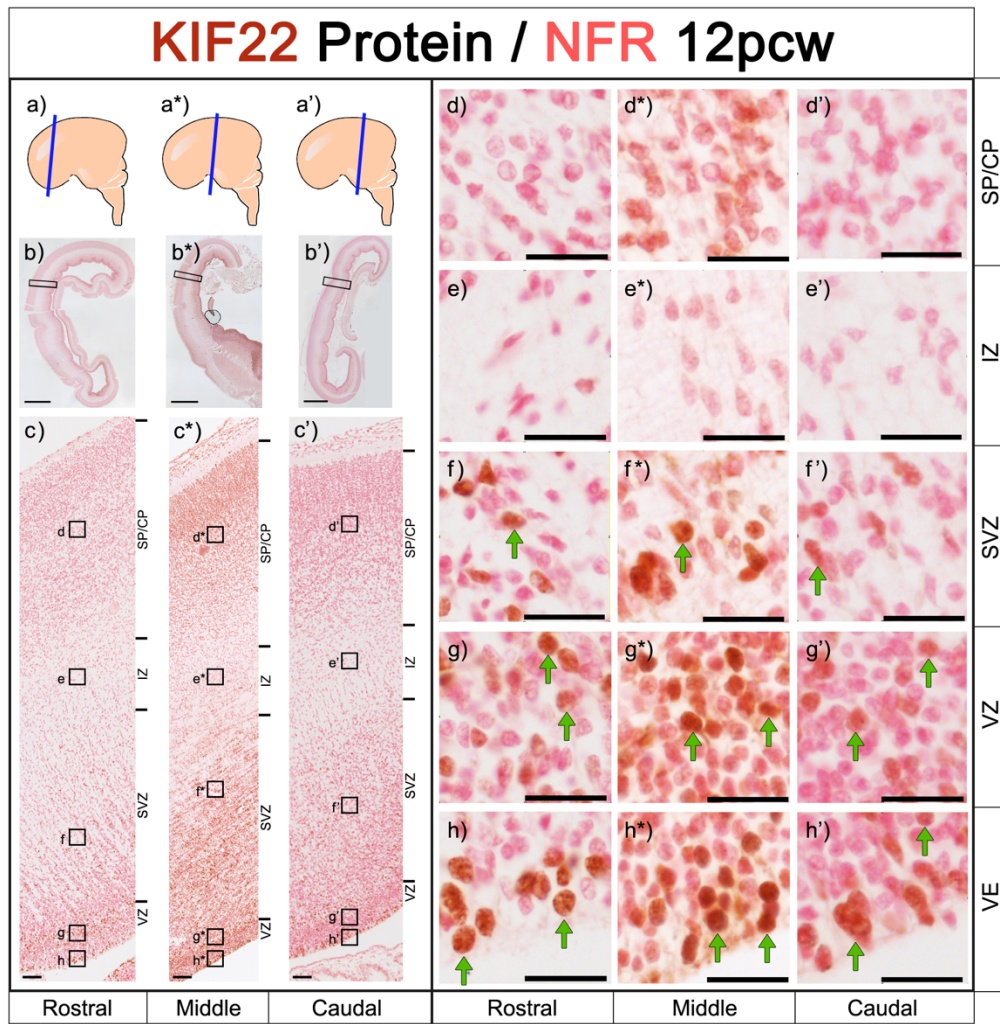 KIF22 Protein / NFR 12pcw
a)
a*)
a')
b)
b*)
b')
c)
c*)
c')
d
e
f
g
h
SP/CP
IZ
SVZ
VZ
d*
e*
f*
g*
h*
SP/CP
IZ
SVZ
VZ
d'
e'
f'
g'
h'
SP/CP
IZ
SVZ
VZ
Rostral
Middle
Caudal
d)
d*)
d')
SP/CP
e)
e*)
e')
IZ
f)
f*)
f')
SVZ
g)
g*)
g')
VZ
h)
h*)
h')
VE
Rostral
Middle
Caudal